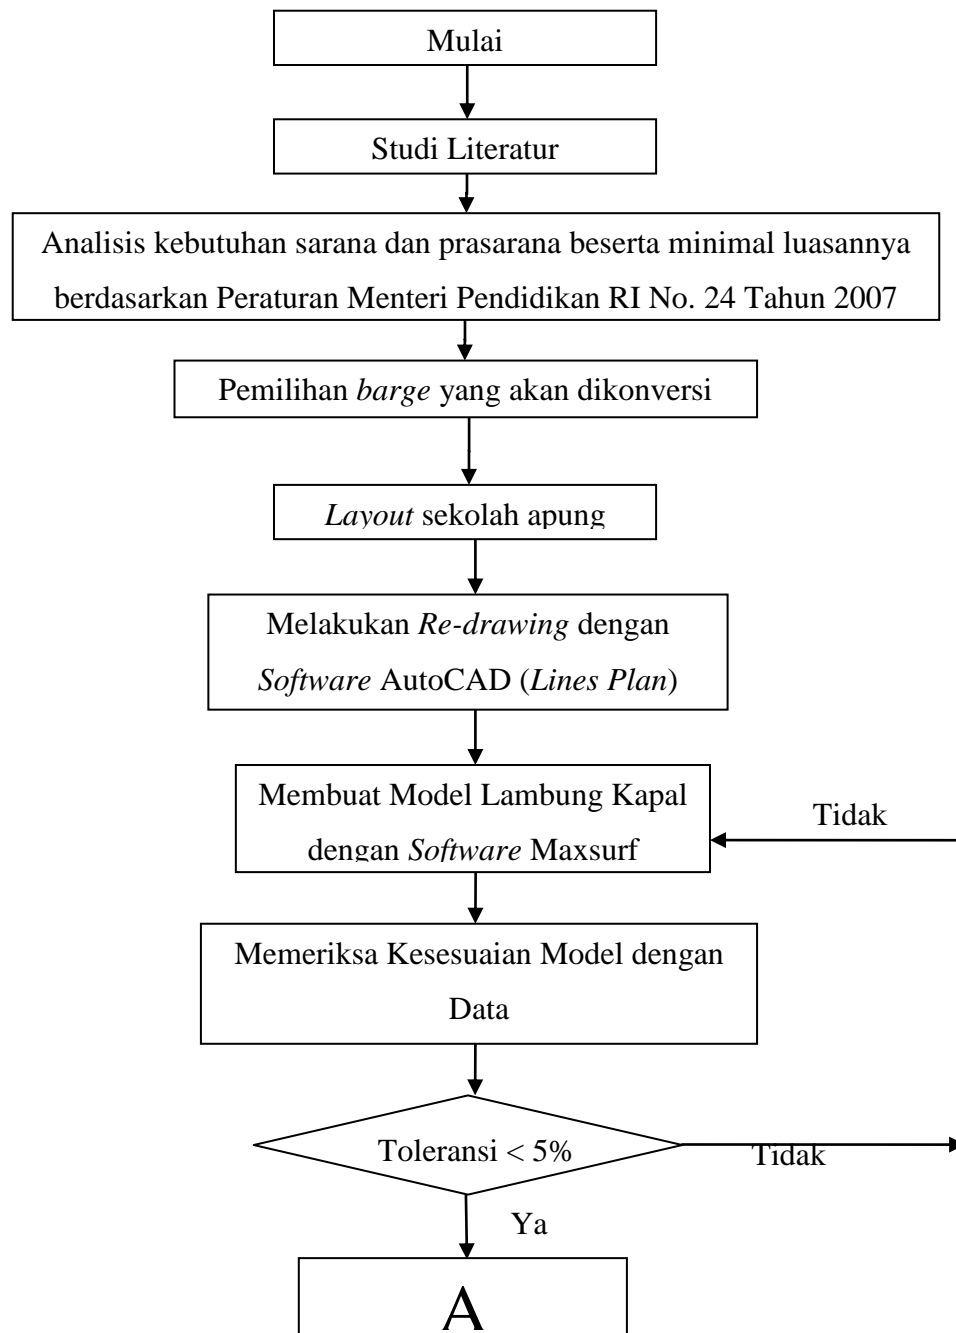 Mulai
Studi Literatur
Analisis kebutuhan sarana dan prasarana beserta minimal luasannya
berdasarkan Peraturan Menteri Pendidikan RI No. 24 Tahun 2007
Pemilihan barge yang akan dikonversi
Layout sekolah apung
Melakukan Re-drawing dengan
Software AutoCAD (Lines Plan)
Membuat Model Lambung Kapal
dengan Software Maxsurf
Tidak
Memeriksa Kesesuaian Model dengan
Data
Toleransi < 5%
Tidak
Ya
A